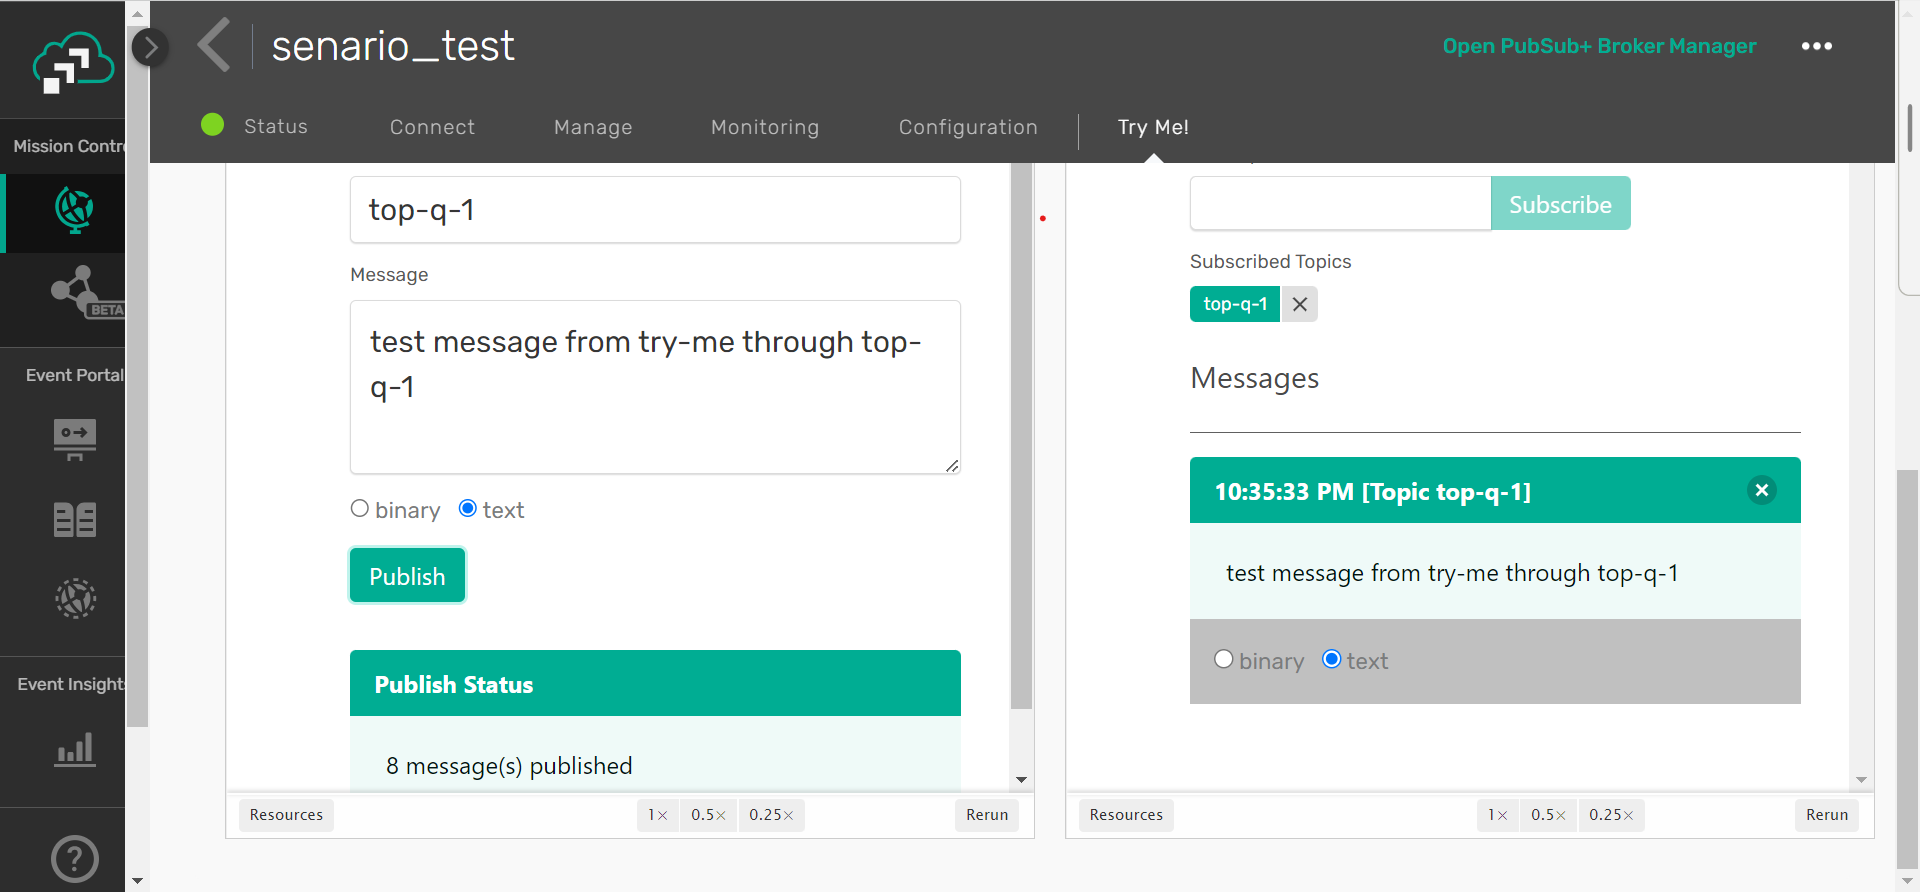 senario_test
Open PubSub+ Broker Manager
Status
Connect
Manage
Monitoring
Configuration
Try Me!
Mission Contr
BETA
Event Portal
Event Insights
top-q-1
Message
test message from try-me through top-
q-1
binary
text
Publish
Publish Status
8 message(s) published
Resources
1×
0.5×
0.25×
Rerun
Subscribe
Subscribed Topics
top-q-1
Messages
10:35:33 PM [Topic top-q-1]
test message from try-me through top-q-1
binary
text
Resources
1×
0.5×
0.25×
Rerun